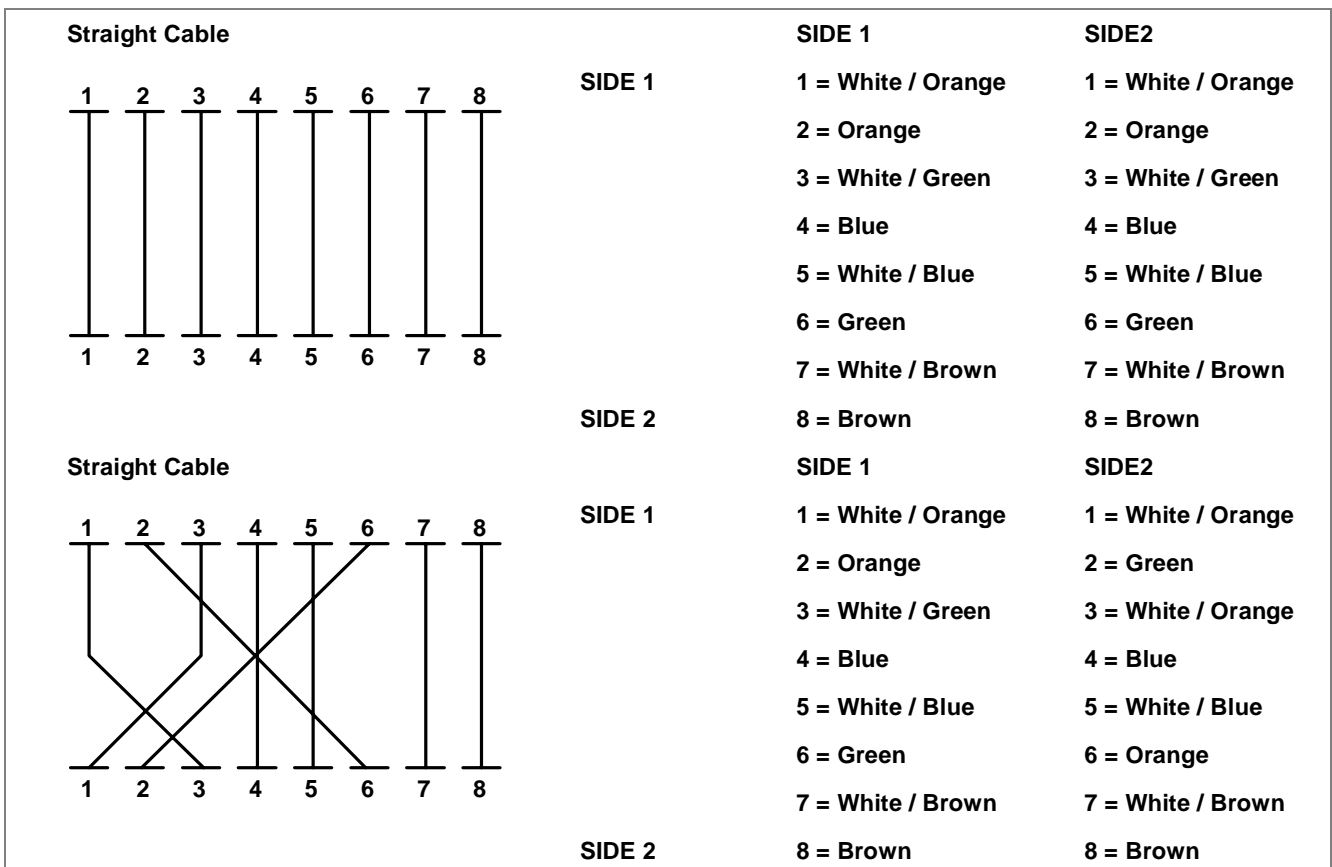 Straight Cable SIDE 1 SIDE2
1 2 3 4 5 6 7 8 SIDE 1 1 = White / Orange 1 = White / Orange
2 = Orange 2 = Orange
3 = White / Green 3 = White / Green
4 = Blue 4 = Blue
5 = White / Blue 5 = White / Blue
6 = Green 6 = Green
1 2 3 4 5 6 7 8
7 = White / Brown 7 = White / Brown
SIDE 2 8 = Brown 8 = Brown
Straight Cable SIDE 1 SIDE2
1 2 3 4 5 6 7 8 SIDE 1 1 = White / Orange 1 = White / Orange
2 = Orange 2 = Green
3 = White / Green 3 = White / Orange
4 = Blue 4 = Blue
5 = White / Blue 5 = White / Blue
6 = Green 6 = Orange
1 2 3 4 5 6 7 8
7 = White / Brown 7 = White / Brown
SIDE 2 8 = Brown 8 = Brown